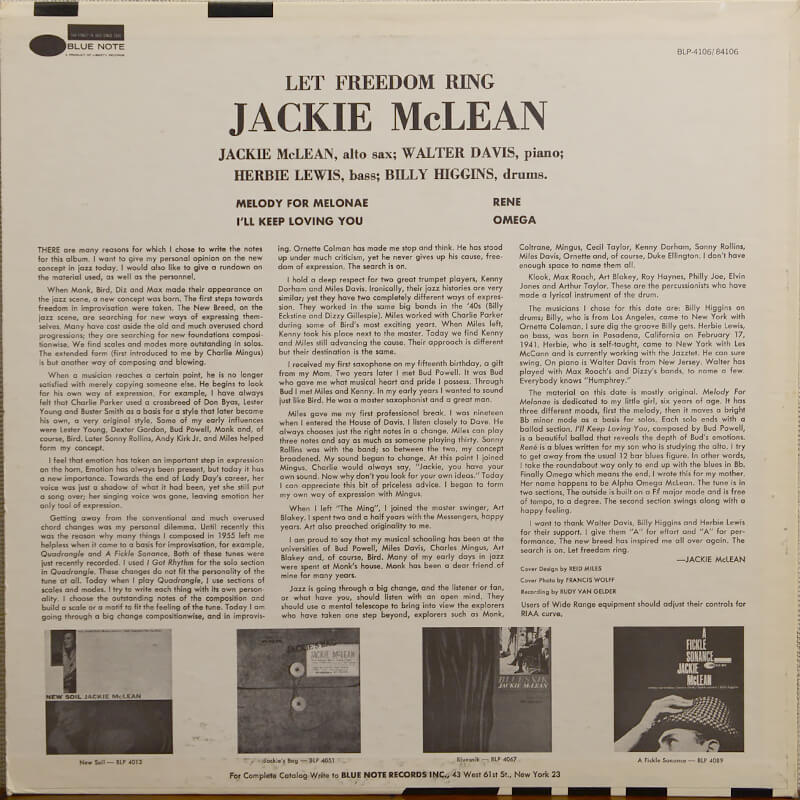 THE FINEST IN JAZZ SINCE 1939
BLUE NOTE
A PRODUCT OF LIBERTY RECORDS
BLP-4106/84106
LET FREEDOM RING
JACKIE McLEAN
JACKIE McLEAN, alto sax; WALTER DAVIS, piano;
HERBIE LEWIS, bass; BILLY HIGGINS, drums.
MELODY FOR MELONAE
I'LL KEEP LOVING YOU
RENE
OMEGA
THERE are many reasons for which I chose to write the notes
for this album. I want to give my personal opinion on the new
concept in jazz today. I would also like to give a rundown on
the material used, as well as the personnel.
When Monk, Bird, Diz and Max made their appearance on
the jazz scene, a new concept was born. The first steps towards
freedom in improvisation were taken. The New Breed, on the
jazz scene, are searching for new ways of expressing them-
selves. Many have cast aside the old and much overused chord
progressions; they are searching for new foundations composi-
tionwise. We find scales and modes more outstanding in solos.
The extended form (first introduced to me by Charlie Mingus)
is but another way of composing and blowing.
When a musician reaches a certain point, he is no longer
satisfied with merely copying someone else. He begins to look
for his own way of expression. For example, I have always
felt that Charlie Parker used a crossbreed of Don Byas, Lester
Young and Buster Smith as a basis for a style that later became
his own, a very original style. Some of my early influences
were Lester Young, Dexter Gordon, Bud Powell, Monk and, of
course, Bird. Later Sonny Rollins, Andy Kirk Jr. and Miles helped
form my concept.
I feel that emotion has taken an important step in expression
on the horn. Emotion has always been present, but today it has
a new importance. Towards the end of Lady Day's career, her
voice was just a shadow of what it had been, yet she still put
a song over; her singing voice was gone, leaving emotion her
only tool of expression.
Getting away from the conventional and much overused
chord changes was my personal dilemma. Until recently this
was the reason why many things I composed in 1955 left me
helpless when it came to a basis for improvisation, for example,
Quadrangle and A Fickle Sonance. Both of these tunes were
just recently recorded. I used I Got Rhythm for the solo section
in Quadrangle. These changes do not fit the personality of the
tune at all. Today when I play Quadrangle, I use sections of
scales and modes. I try to write each thing with its own person-
ality. I choose the outstanding notes of the composition and
build a scale or a motif to fit the feeling of the tune. Today I am
going through a big change compositionwise, and in improvis-
ing. Ornette Colman has made me stop and think. He has stood
up under much criticism, yet he never gives up his cause, free-
dom of expression. The search is on.
I hold a deep respect for two great trumpet players, Kenny
Dorham and Miles Davis. Ironically, their jazz histories are very
similar; yet they have two completely different ways of expres-
sion. They worked in the same big bands in the '40s (Billy
Eckstine and Dizzy Gillespie). Miles worked with Charlie Parker
during some of Bird's most exciting years. When Miles left,
Kenny took his place next to the master. Today we find Kenny
and Miles still advancing the cause. Their approach is different
but their destination is the same.
I received my first saxophone on my fifteenth birthday, a gift
from my Mom. Two years later I met Bud Powell. It was Bud
who gave me what musical heart and pride I possess. Through
Bud I met Miles and Kenny. In my early years I wanted to sound
just like Bird. He was a master saxophonist and a great man.
Miles gave me my first professional break. I was nineteen
when I entered the House of Davis. I listen closely to Dave. He
always chooses just the right notes in a change. Miles can play
three notes and say as much as someone playing thirty. Sonny
Rollins was with the band; so between the two, my concept
broadened. My sound began to change. At this point I joined
Mingus. Charlie would always say, "Jackie, you have your
own sound. Now why don't you look for your own ideas." Today
I can appreciate this bit of priceless advice. I began to form
my own way of expression with Mingus.
When I left "The Ming", I joined the master swinger, Art
Blakey. I spent two and a half years with the Messengers, happy
years. Art also preached originality to me.
I am proud to say that my musical schooling has been at the
universities of Bud Powell, Miles Davis, Charles Mingus, Art
Blakey and, of course, Bird. Many of my early days in jazz
were spent at Monk's house. Monk has been a dear friend of
mine for many years.
Jazz is going through a big change, and the listener or fan,
or what have you, should listen with an open mind. They
should use a mental telescope to bring into view the explorers
who have taken one step beyond, explorers such as Monk,
Coltrane, Mingus, Cecil Taylor, Kenny Dorham, Sonny Rollins,
Miles Davis, Ornette and, of course, Duke Ellington. I don't have
enough space to name them all.
Klook, Max Roach, Art Blakey, Roy Haynes, Philly Joe, Elvin
Jones and Arthur Taylor. These are the percussionists who have
made a lyrical instrument of the drum.
The musicians I chose for this date are: Billy Higgins on
drums; Billy, who is from Los Angeles, came to New York with
Ornette Coleman. I sure dig the groove Billy gets. Herbie Lewis,
on bass, was born in Pasadena, California on February 17,
1941. Herbie, who is self-taught, came to New York with Les
McCann and is currently working with the Jazztet. He can sure
swing. On piano is Walter Davis from New Jersey. Walter has
played with Max Roach's and Dizzy's bands, to name a few.
Everybody knows "Humphrey."
The material on this date is mostly original. Melody For
Melonae is dedicated to my little girl, six years of age. It has
three different moods, first the melody, then it moves a bright
Bb minor mode as a basis for solos. Each solo ends with a
ballad section. I'll Keep Loving You, composed by Bud Powell,
is a beautiful ballad that reveals the depth of Bud's emotions.
René is a blues written for my son who is studying the alto. I try
to get away from the usual 12 bar blues figure. In other words,
I take the roundabout way only to end up with the blues in Bb.
Finally Omega which means the end. I wrote this for my mother.
Her name happens to be Alpha Omega McLean. The tune is in
two sections. The outside is built on a F♯ major mode and is free
of tempo, to a degree. The second section swings along with a
happy feeling.
I want to thank Walter Davis, Billy Higgins and Herbie Lewis
for their support. I give them "A" for effort and "A" for per-
formance. The new breed has inspired me all over again. The
search is on. Let freedom ring.
—JACKIE McLEAN
Cover Design by REID MILES
Cover Photo by FRANCIS WOLFF
Recording by RUDY VAN GELDER
Users of Wide Range equipment should adjust their controls for
RIAA curve.
NEW SOIL JACKIE McLEAN
JACKIE'S BAG
JACKIE McLEAN
BLUESNIK
JACKIE McLEAN
A
FICKLE
SONANCE
JACKIE
McLEAN
New Soil — BLP 4013
Jackie's Bag — BLP 4051
Bluesnik — BLP 4067
A Fickle Sonance — BLP 4089
For Complete Catalog Write to BLUE NOTE RECORDS INC., 43 West 61st St., New York 23